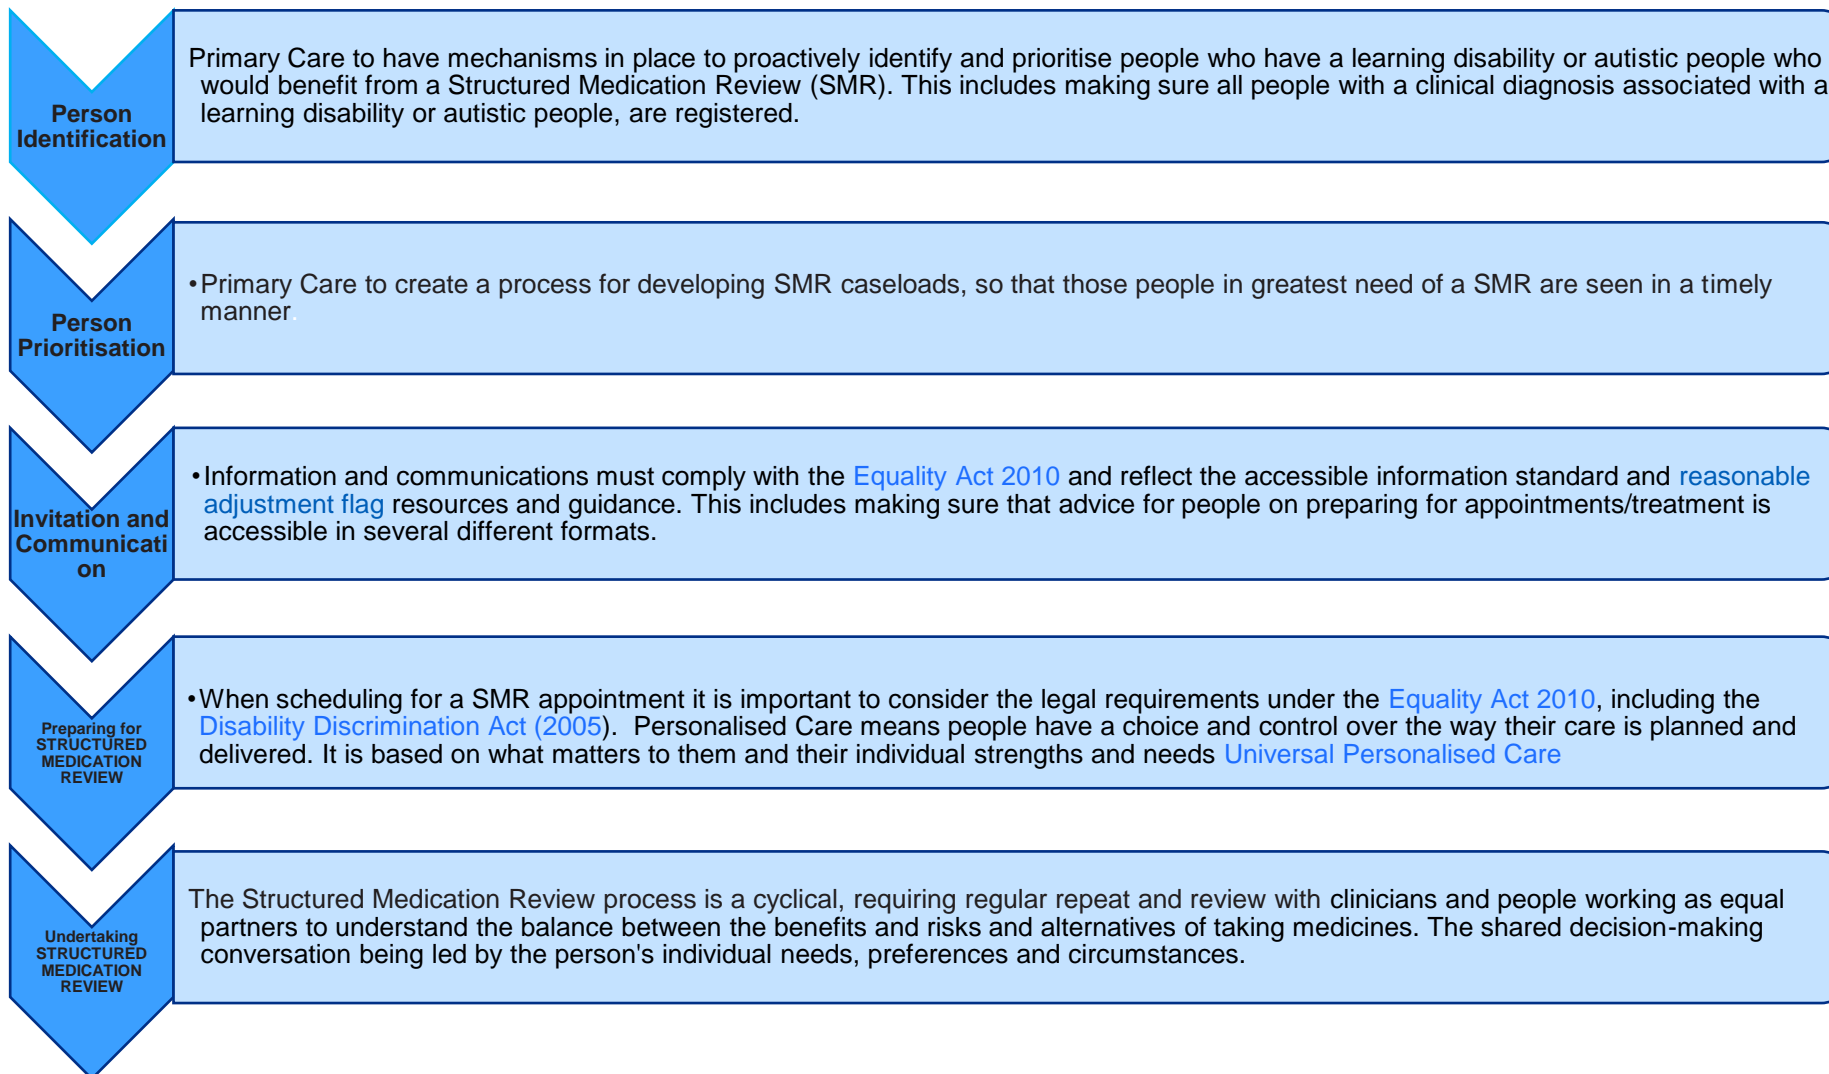 Person
Identification
Primary Care to have mechanisms in place to proactively identify and prioritise people who have a learning disability or autistic people who
would benefit from a Structured Medication Review (SMR). This includes making sure all people with a clinical diagnosis associated with a
learning disability or autistic people, are registered.
Person
Prioritisation
•Primary Care to create a process for developing SMR caseloads, so that those people in greatest need of a SMR are seen in a timely
manner.
Invitation and
Communicati
on
•Information and communications must comply with the Equality Act 2010 and reflect the accessible information standard and reasonable
adjustment flag resources and guidance. This includes making sure that advice for people on preparing for appointments/treatment is
accessible in several different formats.
Preparing for
STRUCTURED
MEDICATION
REVIEW
•When scheduling for a SMR appointment it is important to consider the legal requirements under the Equality Act 2010, including the
Disability Discrimination Act (2005).  Personalised Care means people have a choice and control over the way their care is planned and
delivered. It is based on what matters to them and their individual strengths and needs Universal Personalised Care
Undertaking
STRUCTURED
MEDICATION
REVIEW
The Structured Medication Review process is a cyclical, requiring regular repeat and review with clinicians and people working as equal
partners to understand the balance between the benefits and risks and alternatives of taking medicines. The shared decision-making
conversation being led by the person's individual needs, preferences and circumstances.